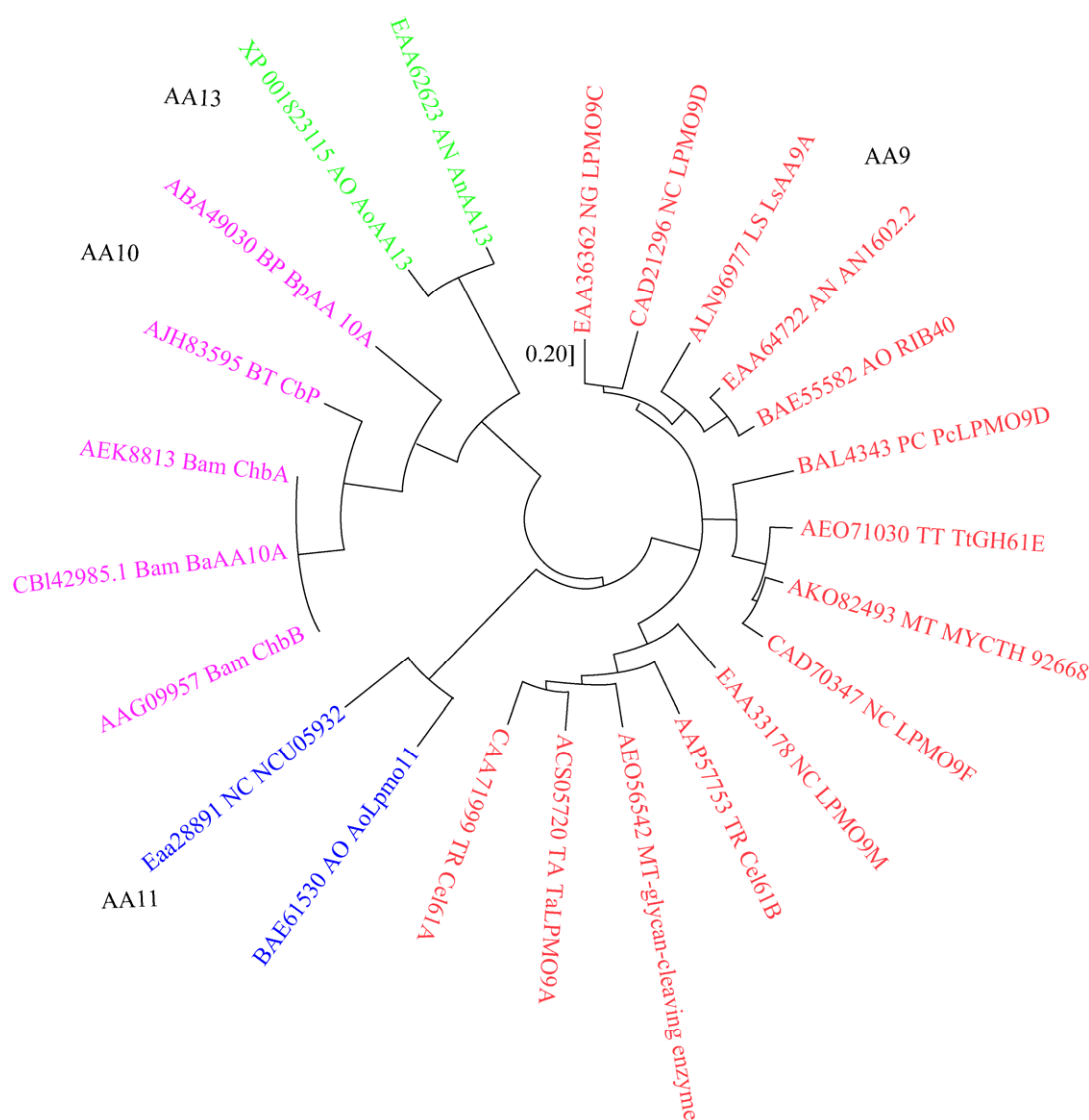 AA13
XP 001823115 AO AoAA13
EAA62623 AN AnAA13
AA9
EAA36362 NG LPMO9C
CAD21296 NC LPMO9D
ALN96977 LS LsAA9A
EAA64722 AN AN1602.2
BAE55582 AO RIB40
BAL4343 PC PcLPMO9D
AEO71030 TT TtGH61E
AKO82493 MT MYCTH 92668
CAD70347 NC LPMO9F
EAA33178 NC LPMO9M
AAP57753 TR Cel61B
AEO56542 MT-glycan-cleaving enzyme
ACS05720 TA TaLPMO9A
CAA71999 TR Cel61A
AA11
BAE61530 AO AoLpmo11
Eaa28891 NC NCU05932
AA10
AAG09957 Bam ChbB
CBl42985.1 Bam BaAA10A
AEK8813 Bam ChbA
AJH83595 BT CbP
ABA49030 BP BpAA 10A
0.20]